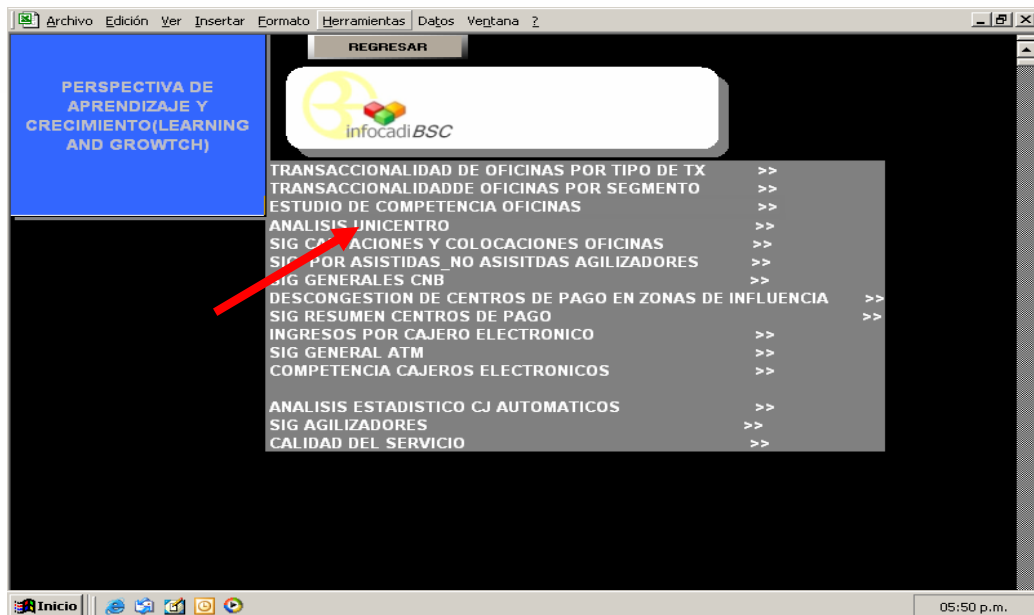 Archivo Edición Ver Insertar Formato Herramientas Datos Ventana ?
REGRESAR
PERSPECTIVA DE
APRENDIZAJE Y
CRECIMIENTO(LEARNING
AND GROWTCH)
infocadiBSC
TRANSACCIONALIDAD DE OFICINAS POR TIPO DE TX >>
TRANSACCIONALIDADDE OFICINAS POR SEGMENTO >>
ESTUDIO DE COMPETENCIA OFICINAS >>
ANALISIS UNICENTRO >>
SIG CAPTACIONES Y COLOCACIONES OFICINAS >>
SIG POR ASISTIDAS_NO ASISITDAS AGILIZADORES >>
SIG GENERALES CNB >>
DESCONGESTION DE CENTROS DE PAGO EN ZONAS DE INFLUENCIA >>
SIG RESUMEN CENTROS DE PAGO >>
INGRESOS POR CAJERO ELECTRONICO >>
SIG GENERAL ATM >>
COMPETENCIA CAJEROS ELECTRONICOS >>
ANALISIS ESTADISTICO CJ AUTOMATICOS >>
SIG AGILIZADORES >>
CALIDAD DEL SERVICIO >>
Inicio
05:50 p.m.